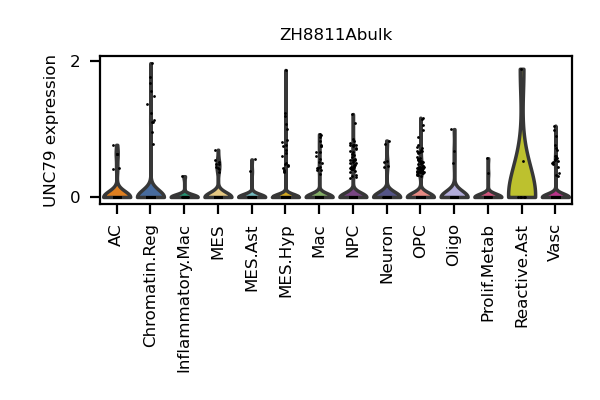 ZH8811Abulk
UNC79 expression
2
0
AC
Chromatin.Reg
Inflammatory.Mac
MES
MES.Ast
MES.Hyp
Mac
NPC
Neuron
OPC
Oligo
Prolif.Metab
Reactive.Ast
Vasc